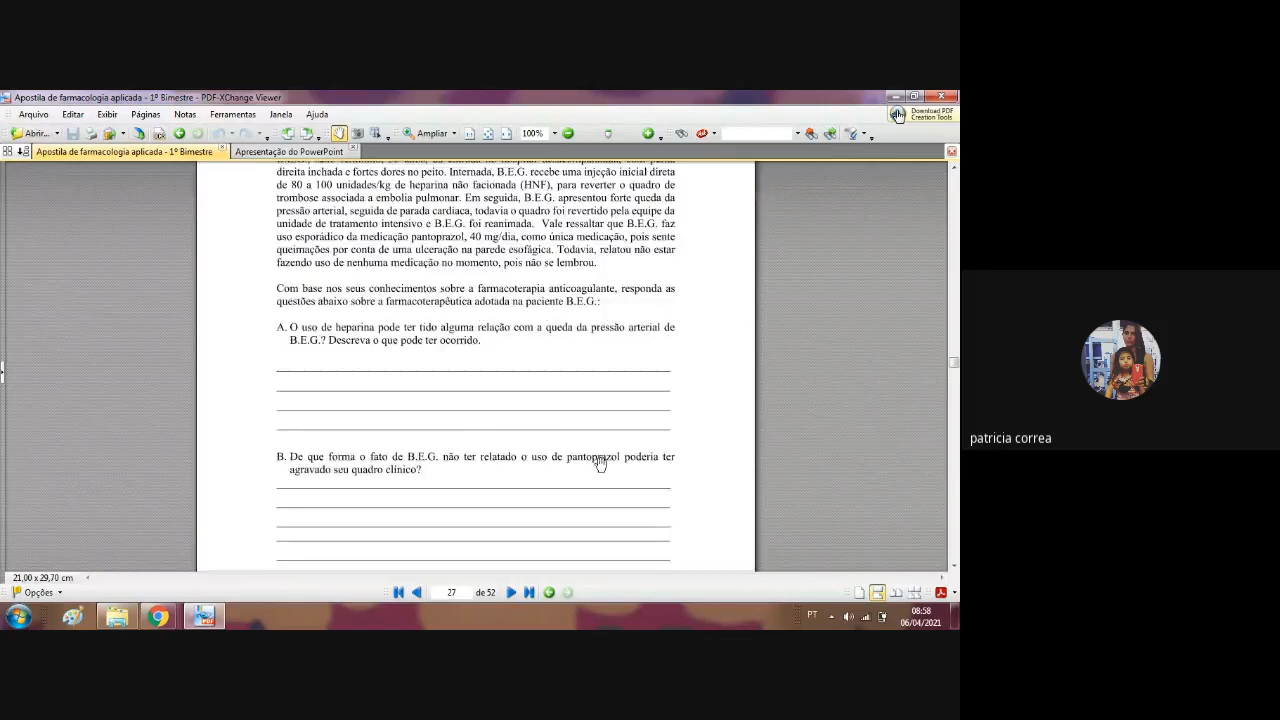 Apostila de farmacologia aplicada - 1º Bimestre - PDF-XChange Viewer
Arquivo Editar Exibir Páginas Notas Ferramentas Janela Ajuda
Download PDF
Creation Tools
Abrir... Ampliar 100%
Apostila de farmacologia aplicada - 1º Bimestre Apresentação do PowerPoint
direita inchada e fortes dores no peito. Internada, B.E.G. recebe uma injeção inicial direta
de 80 a 100 unidades/kg de heparina não facionada (HNF), para reverter o quadro de
trombose associada a embolia pulmonar. Em seguida, B.E.G. apresentou forte queda da
pressão arterial, seguida de parada cardiaca, todavia o quadro foi revertido pela equipe da
unidade de tratamento intensivo e B.E.G. foi reanimada. Vale ressaltar que B.E.G. faz
uso esporádico da medicação pantoprazol, 40 mg/dia, como única medicação, pois sente
queimações por conta de uma ulceração na parede esofágica. Todavia, relatou não estar
fazendo uso de nenhuma medicação no momento, pois não se lembrou.
Com base nos seus conhecimentos sobre a farmacoterapia anticoagulante, responda as
questões abaixo sobre a farmacoterapêutica adotada na paciente B.E.G.:
A. O uso de heparina pode ter tido alguma relação com a queda da pressão arterial de
B.E.G.? Descreva o que pode ter ocorrido.
B. De que forma o fato de B.E.G. não ter relatado o uso de pantoprazol poderia ter
agravado seu quadro clínico?
patricia correa
21,00 x 29,70 cm
Opções 27 de 52
PT 08:58
06/04/2021